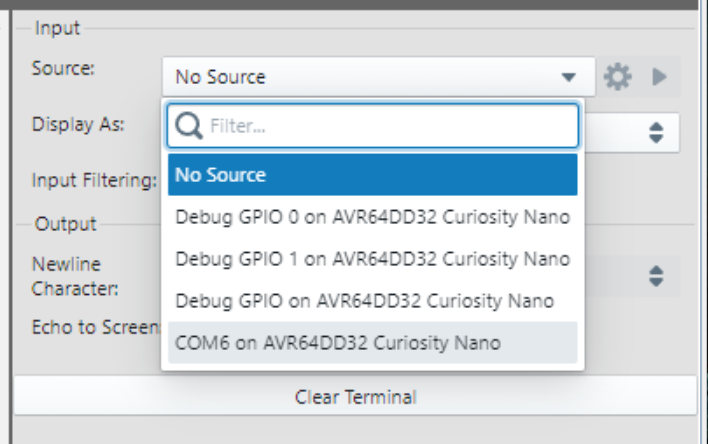 Input
Source:
No Source
Display As:
Filter...
Input Filtering:
No Source
Debug GPIO 0 on AVR64DD32 Curiosity Nano
Output
Debug GPIO 1 on AVR64DD32 Curiosity Nano
Newline
Character:
Debug GPIO on AVR64DD32 Curiosity Nano
Echo to Screen
COM6 on AVR64DD32 Curiosity Nano
Clear Terminal